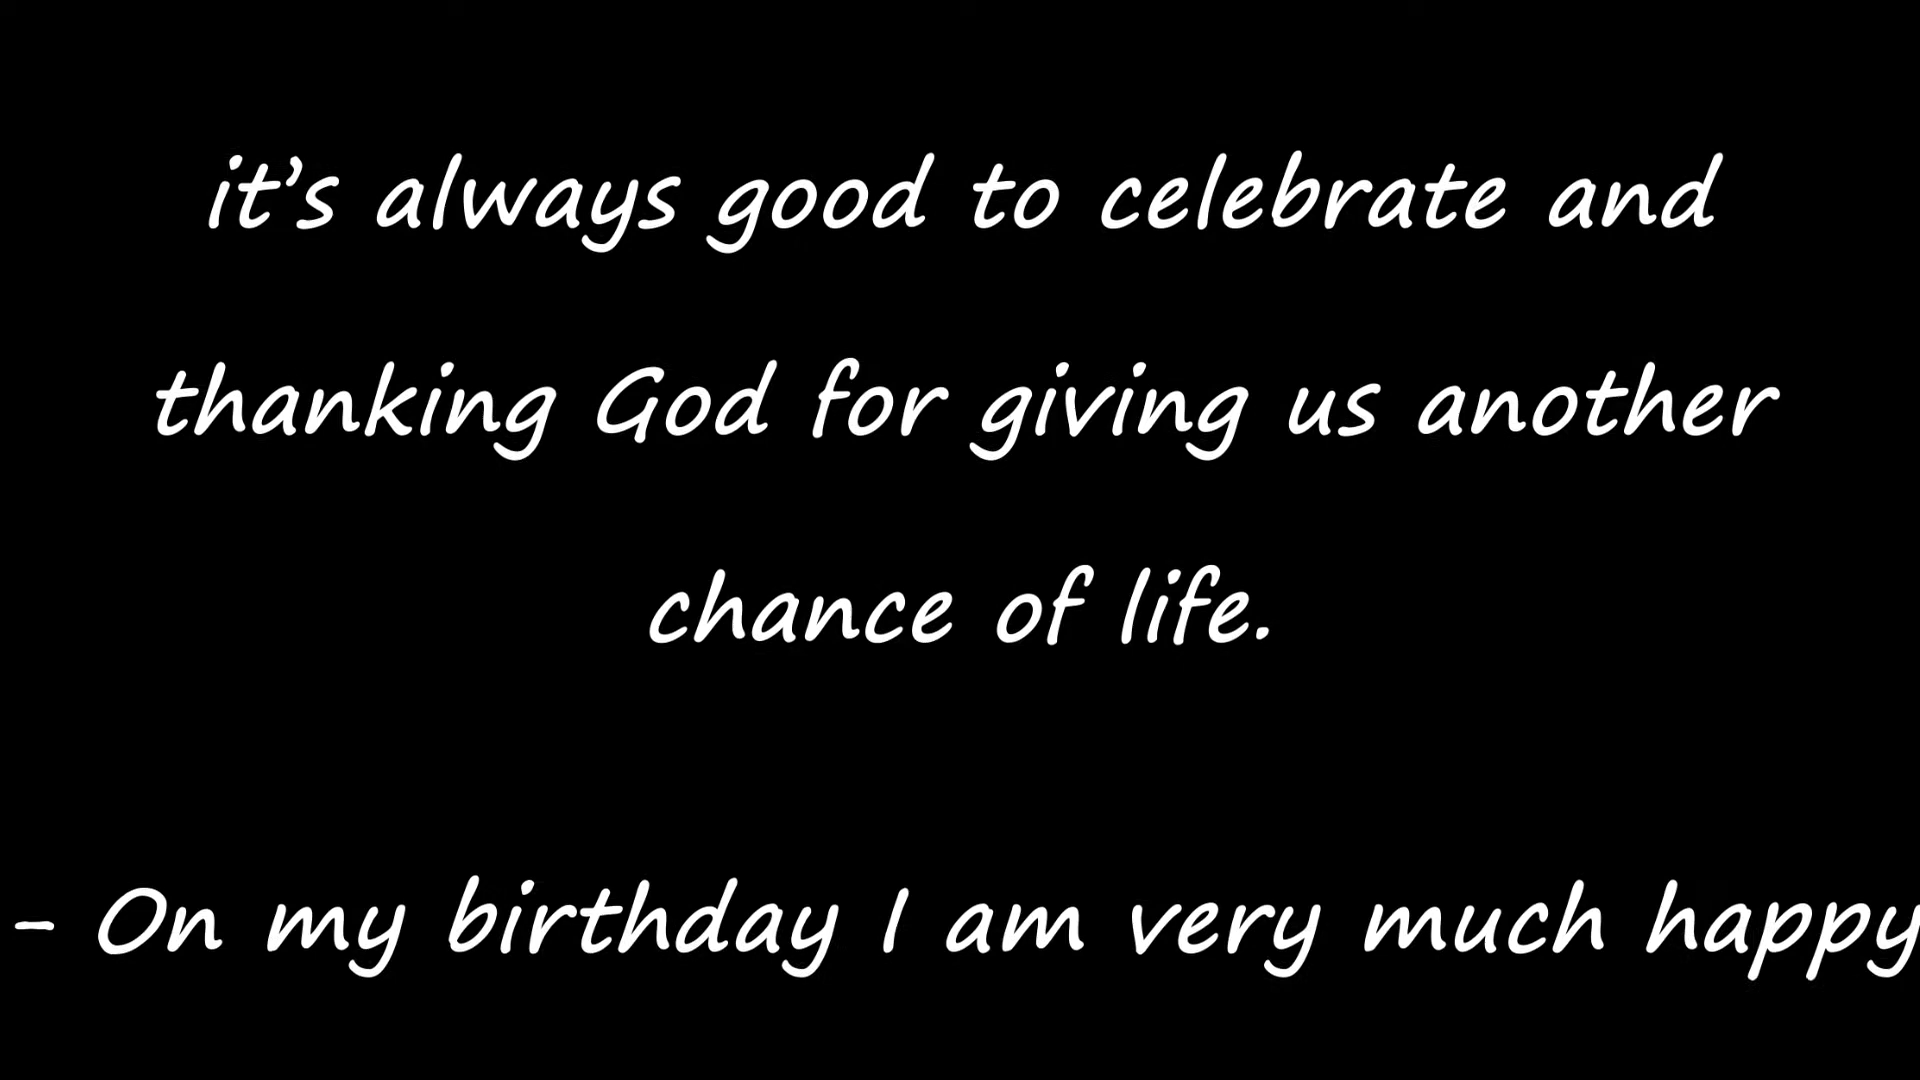 it’s always good to celebrate and
thanking God for giving us another
chance of life.
- On my birthday I am very much happy